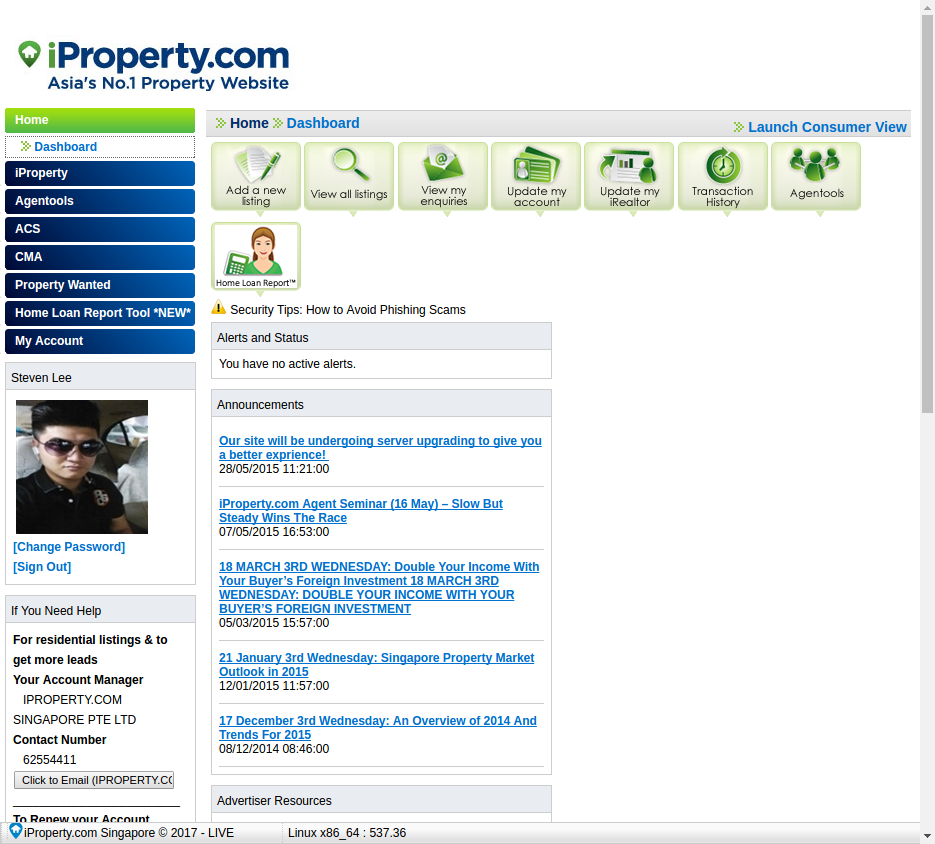 iProperty.com
Asia's No.1 Property Website
Home
Dashboard
iProperty
Agentools
ACS
CMA
Property Wanted
Home Loan Report Tool *NEW*
My Account
Steven Lee
[Change Password]
[Sign Out]
If You Need Help
For residential listings & to
get more leads
Your Account Manager
IPROPERTY.COM
SINGAPORE PTE LTD
Contact Number
62554411
Click to Email (IPROPERTY.CO
To Renew your Account
Home Dashboard
Launch Consumer View
Add a new
listing
View all listings
View my
enquiries
Update my
account
Update my
iRealtor
Transaction
History
Agentools
Home Loan Report™
Security Tips: How to Avoid Phishing Scams
Alerts and Status
You have no active alerts.
Announcements
Our site will be undergoing server upgrading to give you
a better exprience!
28/05/2015 11:21:00
iProperty.com Agent Seminar (16 May) – Slow But
Steady Wins The Race
07/05/2015 16:53:00
18 MARCH 3RD WEDNESDAY: Double Your Income With
Your Buyer’s Foreign Investment 18 MARCH 3RD
WEDNESDAY: DOUBLE YOUR INCOME WITH YOUR
BUYER’S FOREIGN INVESTMENT
05/03/2015 15:57:00
21 January 3rd Wednesday: Singapore Property Market
Outlook in 2015
12/01/2015 11:57:00
17 December 3rd Wednesday: An Overview of 2014 And
Trends For 2015
08/12/2014 08:46:00
Advertiser Resources
iProperty.com Singapore © 2017 - LIVE
Linux x86_64 : 537.36